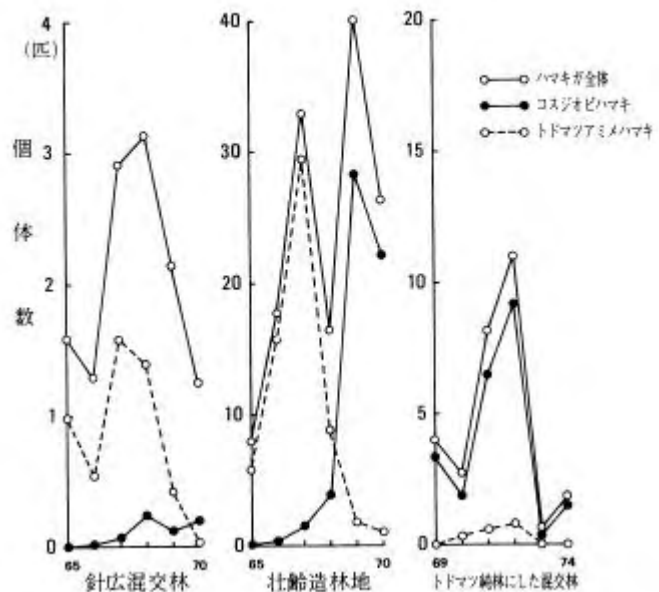 4
(匹)
3
2
1
0
個体数
65 70
針広混交林
40
30
20
10
0
65 70
壮齢造林地
20
15
10
5
0
69 74
トドマツ純林にした混交林
ハマキガ全体
コスジオビハマキ
トドマツアミメハマキ